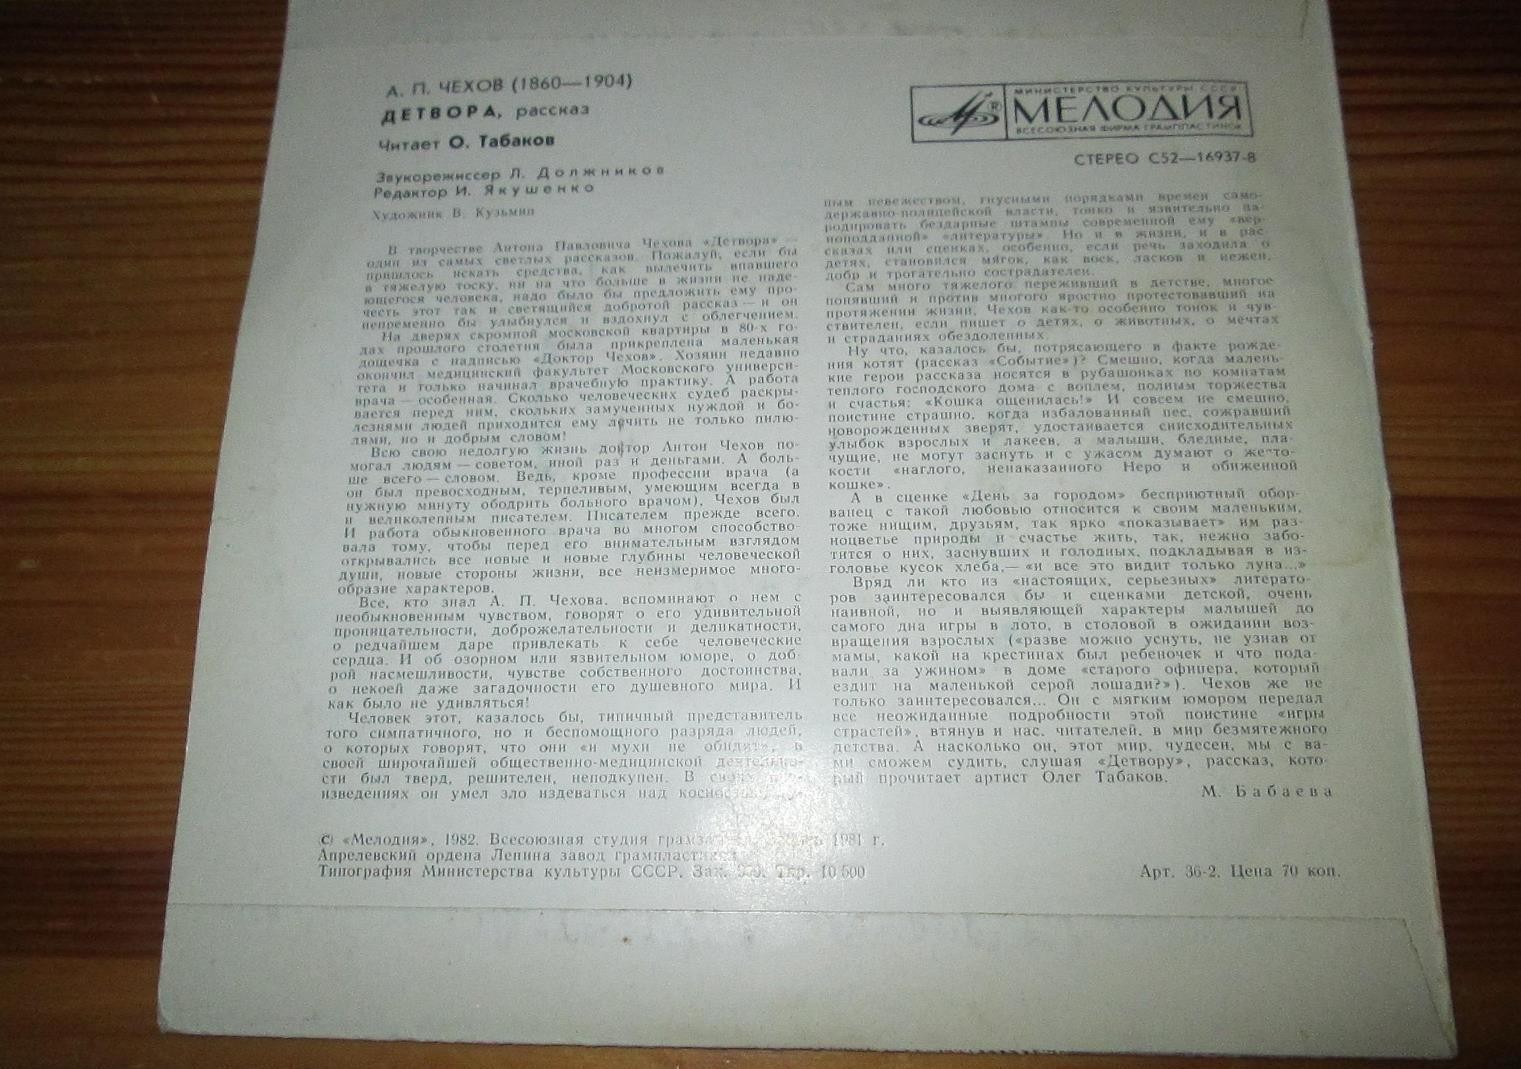 А. П. ЧЕХОВ (1860—1904)
ДЕТВОРА, рассказ
Читает О. Табаков
Звукорежиссер Л. Должников
Редактор И. Якушенко
Художник В. Кузьмин
МИНИСТЕРСТВО КУЛЬТУРЫ СССР
МЕЛОДИЯ
ВСЕСОЮЗНАЯ ФИРМА ГРАМПЛАСТИНОК
СТЕРЕО С52—16937-8
В творчестве Антона Павловича Чехова «Детвора» —
один из самых светлых рассказов. Пожалуй, если бы
пришлось искать средства, как вылечить впавшего
в тяжелую тоску, ни на что больше в жизни не наде-
ющегося человека, надо было бы предложить ему про-
честь этот так и светящийся добротой рассказ — и он
непременно бы улыбнулся и вздохнул с облегчением.
На дверях скромной московской квартиры в 80-х го-
дах прошлого столетия была прикреплена маленькая
дощечка с надписью «Доктор Чехов». Хозяин недавно
окончил медицинский факультет Московского универси-
тета и только начинал врачебную практику. А работа
врача — особенная. Сколько человеческих судеб раскры-
вается перед ним, скольких замученных нуждой и бо-
лезнями людей приходится ему лечить не только пилю-
лями, но и добрым словом!
Всю свою недолгую жизнь доктор Антон Чехов по-
могал людям — советом, иной раз и деньгами. А боль-
ше всего — словом. Ведь, кроме профессии врача (а
он был превосходным, терпеливым, умеющим всегда в
нужную минуту ободрить больного врачом), Чехов был
и великолепным писателем. Писателем прежде всего.
И работа обыкновенного врача во многом способство-
вала тому, чтобы перед его внимательным взглядом
открывались все новые и новые глубины человеческой
души, новые стороны жизни, все неизмеримое много-
образие характеров.
Все, кто знал А. П. Чехова, вспоминают о нем с
необыкновенным чувством, говорят о его удивительной
проницательности, доброжелательности и деликатности,
о редчайшем даре привлекать к себе человеческие
сердца. И об озорном или язвительном юморе, о доб-
рой насмешливости, чувстве собственного достоинства,
о некоей даже загадочности его душевного мира. И
как было не удивляться!
Человек этот, казалось бы, типичный представитель
того симпатичного, но и беспомощного разряда людей,
о которых говорят, что они «и мухи не обидят», в
своей широчайшей общественно-медицинской деятельно-
сти был тверд, решителен, неподкупен. В своих про-
изведениях он умел зло издеваться над
ным невежеством, гнусными порядками времен само-
державно-полицейской власти, тонко и язвительно па-
родировать бездарные штампы современной ему «вер-
ноподданной» «литературы». Но и в жизни, и в рас-
сказах или сценках, особенно, если речь заходила о
детях, становился мягок, как воск, ласков и нежен,
добр и трогательно сострадателен.
Сам много тяжелого переживший в детстве, многое
понявший и против многого яростно протестовавший на
протяжении жизни, Чехов как-то особенно тонок и чув-
ствителен, если пишет о детях, о животных, о мечтах
и страданиях обездоленных.
Ну что, казалось бы, потрясающего в факте рожде-
ния котят (рассказ «Событие»)? Смешно, когда малень-
кие герои рассказа носятся в рубашонках по комнатам
теплого господского дома с воплем, полным торжества
и счастья: «Кошка ощенилась!» И совсем не смешно,
поистине страшно, когда избалованный пес, сожравший
новорожденных зверят, удостаивается снисходительных
улыбок взрослых и лакеев, а малыши, бледные, пла-
чущие, не могут заснуть и с ужасом думают о жесто-
кости «наглого, ненаказанного Неро и обиженной
кошке».
А в сценке «День за городом» бесприютный обор-
ванец с такой любовью относится к своим маленьким,
тоже нищим, друзьям, так ярко «показывает» им раз-
ноцветье природы и счастье жить, так, нежно забо-
тится о них, заснувших и голодных, подкладывая в из-
головье кусок хлеба,— «и все это видит только луна...»
Вряд ли кто из «настоящих, серьезных» литерато-
ров заинтересовался бы и сценками детской, очень
наивной, но и выявляющей характеры малышей до
самого дна игры в лото, в столовой в ожидании воз-
вращения взрослых («разве можно уснуть, не узнав от
мамы, какой на крестинах был ребеночек и что пода-
вали за ужином» в доме «старого офицера, который
ездит на маленькой серой лошади?»). Чехов же не
только заинтересовался... Он с мягким юмором передал
все неожиданные подробности этой поистине «игры
страстей», втянув и нас, читателей, в мир безмятежного
детства. А насколько он, этот мир, чудесен, мы с ва-
ми сможем судить, слушая «Детвору», рассказ, кото-
рый прочитает артист Олег Табаков.
М. Бабаева
© «Мелодия», 1982. Всесоюзная студия 1981 г.
Апрелевский ордена Ленина завод грампластинок
Типография Министерства культуры СССР. Зак. Тир. 10 500
Арт. 36-2. Цена 70 коп.